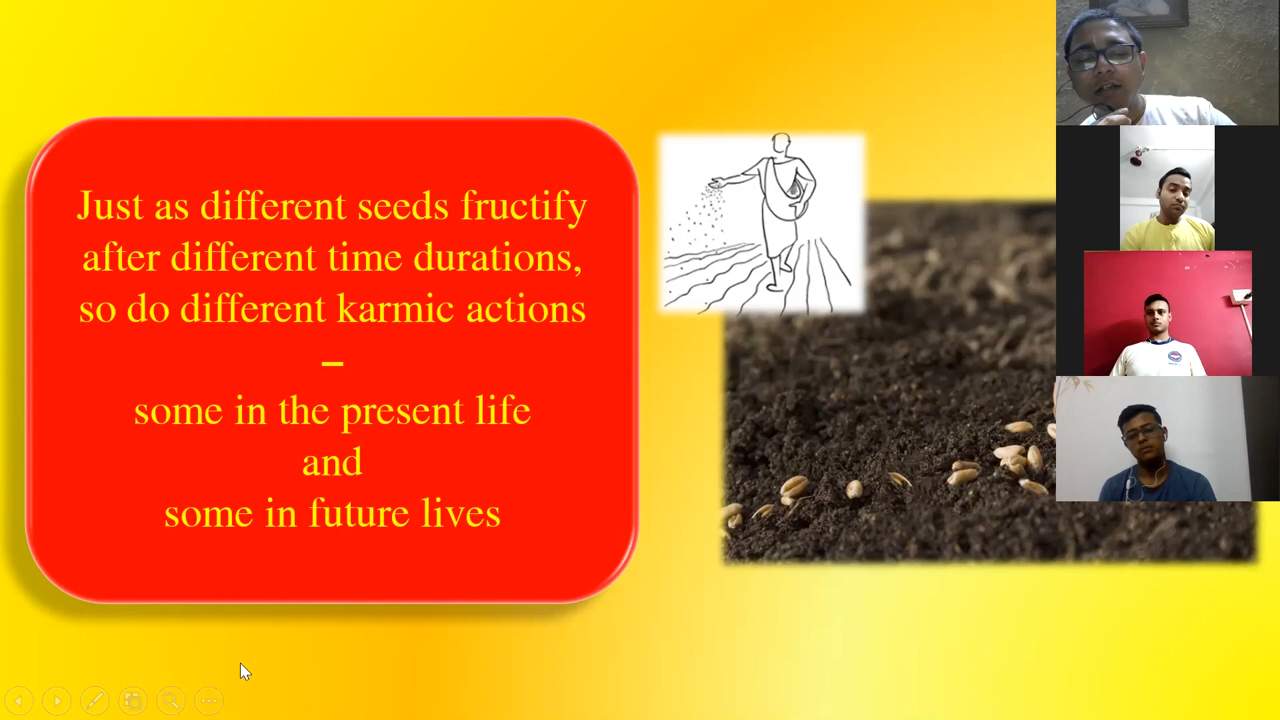 Just as different seeds fructify
after different time durations,
so do different karmic actions
–
some in the present life
and
some in future lives